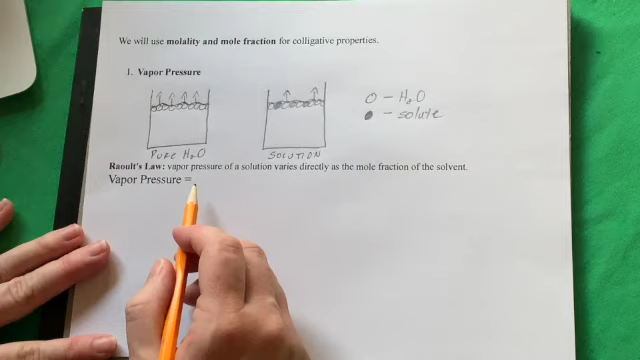 We will use molality and mole fraction for colligative properties.
1. Vapor Pressure
○ - H₂O
● - solute
PURE H₂O SOLUTION
Raoult's Law: vapor pressure of a solution varies directly as the mole fraction of the solvent.
Vapor Pressure =